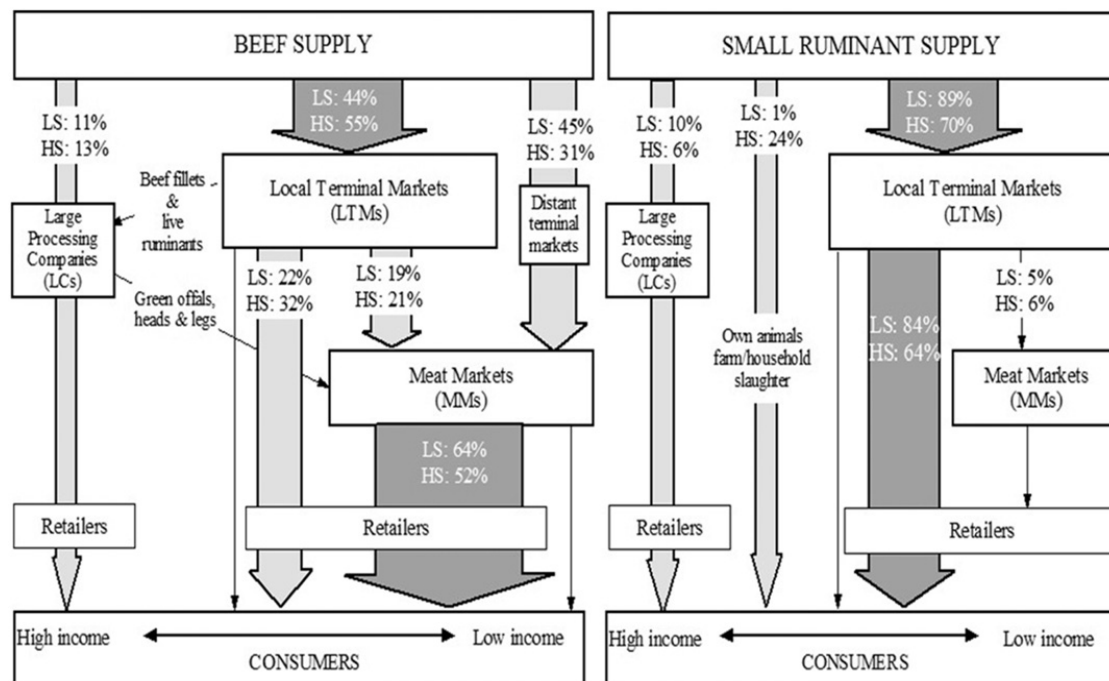 BEEF SUPPLY
LS: 11%
HS: 13%
LS: 44%
HS: 55%
LS: 45%
HS: 31%
Beef fillets
&
live
ruminants
Local Terminal Markets
(LTMs)
Distant
terminal
markets
Large
Processing
Companies
(LCs)
Green offals,
heads & legs
LS: 22%
HS: 32%
LS: 19%
HS: 21%
Meat Markets
(MMs)
LS: 64%
HS: 52%
Retailers
Retailers
High income
Low income
CONSUMERS
SMALL RUMINANT SUPPLY
LS: 10%
HS: 6%
LS: 1%
HS: 24%
LS: 89%
HS: 70%
Local Terminal Markets
(LTMs)
Large
Processing
Companies
(LCs)
LS: 5%
HS: 6%
Own animals
farm/household
slaughter
LS: 84%
HS: 64%
Meat Markets
(MMs)
Retailers
Retailers
High income
Low income
CONSUMERS